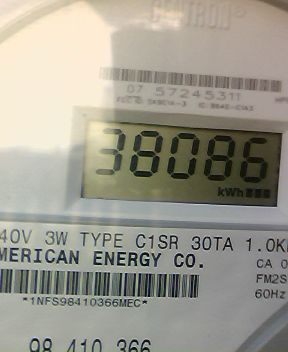 CENTRON®
07 57245311
38086
kWh
40V 3W TYPE C1SR 30TA 1.0K
MERICAN ENERGY CO.
CA 0
FM2S
60Hz
*1NFS98410366MEC*
98 410 366